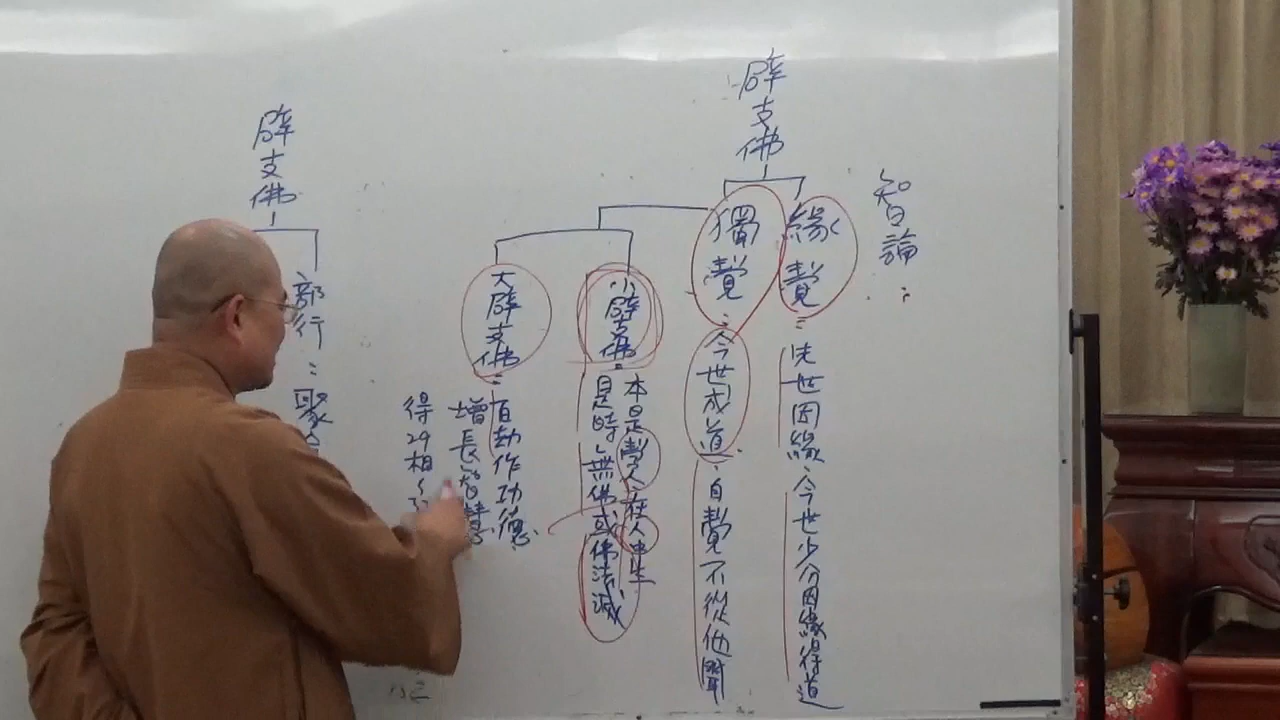 智論
辟支佛
緣覺：先世因緣、今世少分因緣得道
獨覺：今世成道、自覺不從他聞
小辟支佛：
本是學人在人中生
是時無佛或佛法滅
大辟支佛：百劫作功德
增長智慧
得29相
辟支佛
部行：聚